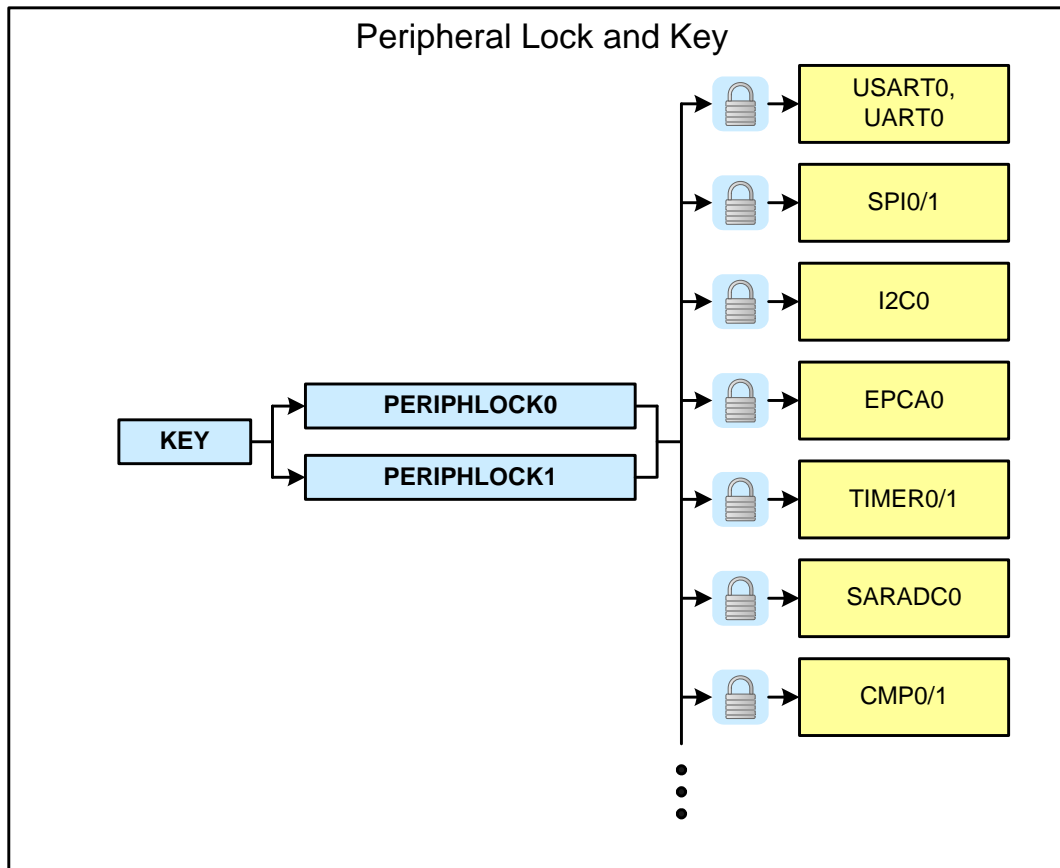 Peripheral Lock and Key
USART0,
UART0
SPI0/1
I2C0
EPCA0
PERIPHLOCK0
KEY
PERIPHLOCK1
TIMER0/1
SARADC0
CMP0/1